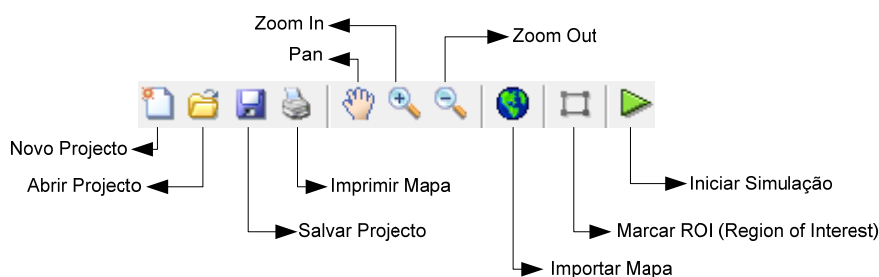 Zoom In
Zoom Out
Pan
Novo Projecto
Abrir Projecto
Imprimir Mapa
Iniciar Simulação
Salvar Projecto
Marcar ROI (Region of Interest)
Importar Mapa